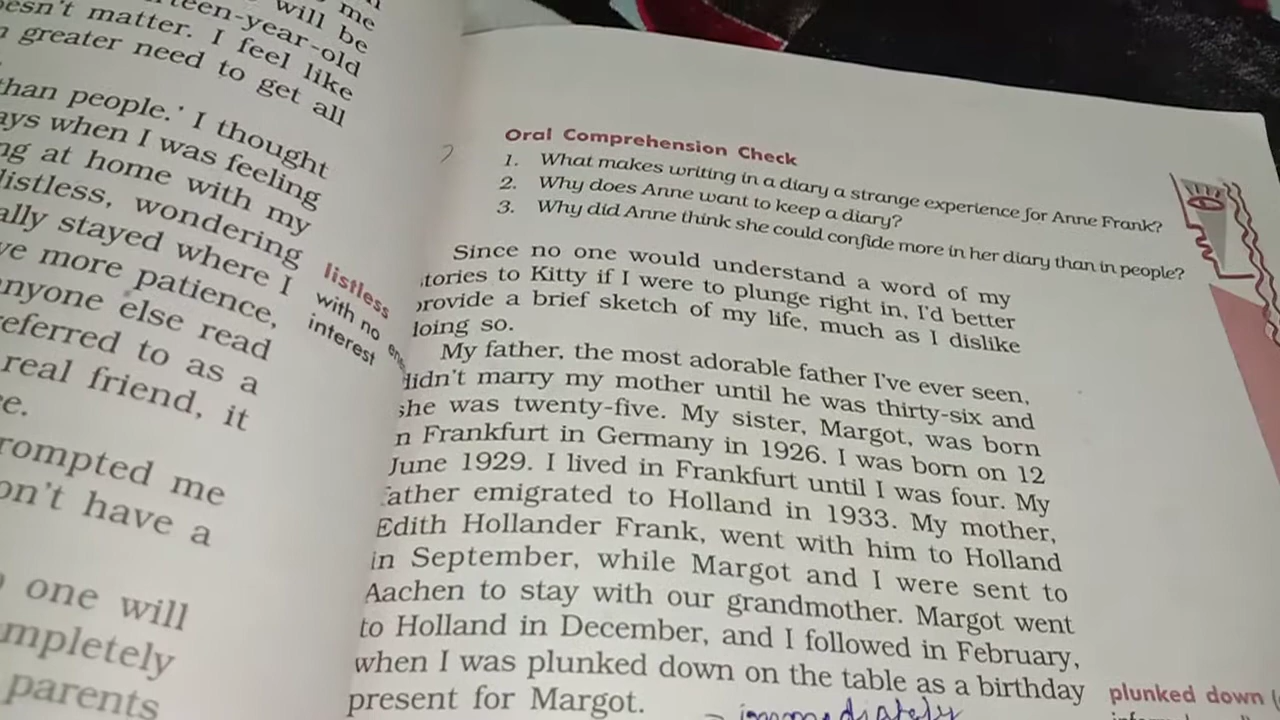 me
will be
teen-year-old
esn't matter. I feel like
greater need to get all
than people.' I thought
ays when I was feeling
ng at home with my
listless, wondering
ally stayed where I
ve more patience,
nyone else read
eferred to as a
real friend, it
e.
rompted me
on't have a
one will
mpletely
parents
listless
with no
interest
Oral Comprehension Check
1. What makes writing in a diary a strange experience for Anne Frank?
2. Why does Anne want to keep a diary?
3. Why did Anne think she could confide more in her diary than in people?
Since no one would understand a word of my
tories to Kitty if I were to plunge right in, I'd better
provide a brief sketch of my life, much as I dislike
doing so.
My father, the most adorable father I've ever seen,
didn't marry my mother until he was thirty-six and
she was twenty-five. My sister, Margot, was born
n Frankfurt in Germany in 1926. I was born on 12
June 1929. I lived in Frankfurt until I was four. My
father emigrated to Holland in 1933. My mother,
Edith Hollander Frank, went with him to Holland
in September, while Margot and I were sent to
Aachen to stay with our grandmother. Margot went
to Holland in December, and I followed in February,
when I was plunked down on the table as a birthday
present for Margot.
immediately
plunked down